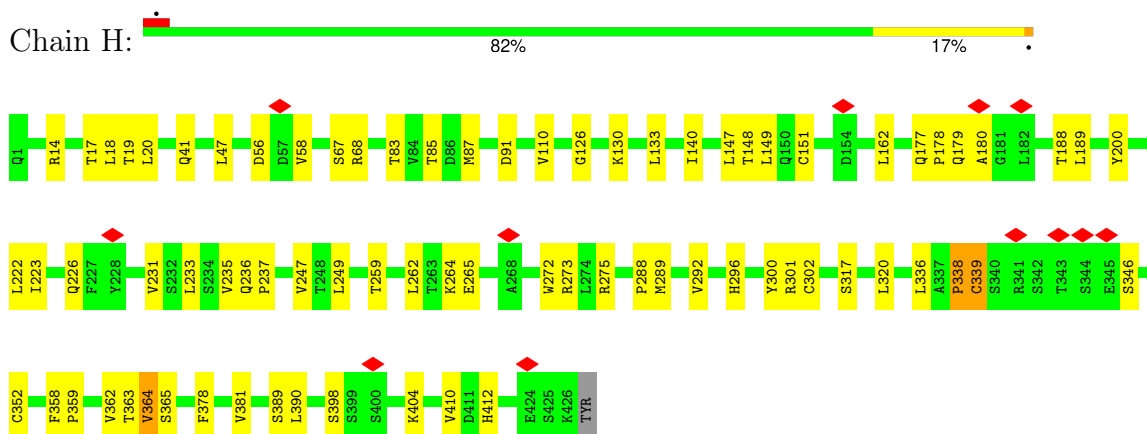 Chain H:
82% 17%
Q1 R14 T17 L18 T19 L20 Q41 L47 D56 D57 V58 S67 R68 T83 V84 T85 D86 M87 D91 V110 G126 K130 L133 I140 L147 T148 L149 Q150 C151 D154 L162 Q177 P178 Q179 A180 G181 L182 T188 L189 Y200
L222 I223 Q226 F227 Y228 V231 S232 L233 S234 V235 Q236 P237 V247 T248 L249 T259 L262 T263 K264 E265 A268 W272 R273 L274 R275 P288 M289 V292 H296 Y300 R301 C302 S317 L320 L336 A337 P338 C339 S340 R341 S342 T343 S344 E345 S346
C352 F358 P359 V362 T363 V364 S365 F378 V381 S389 L390 S398 S399 S400 K404 V410 D411 H412 E424 S425 K426 TYR